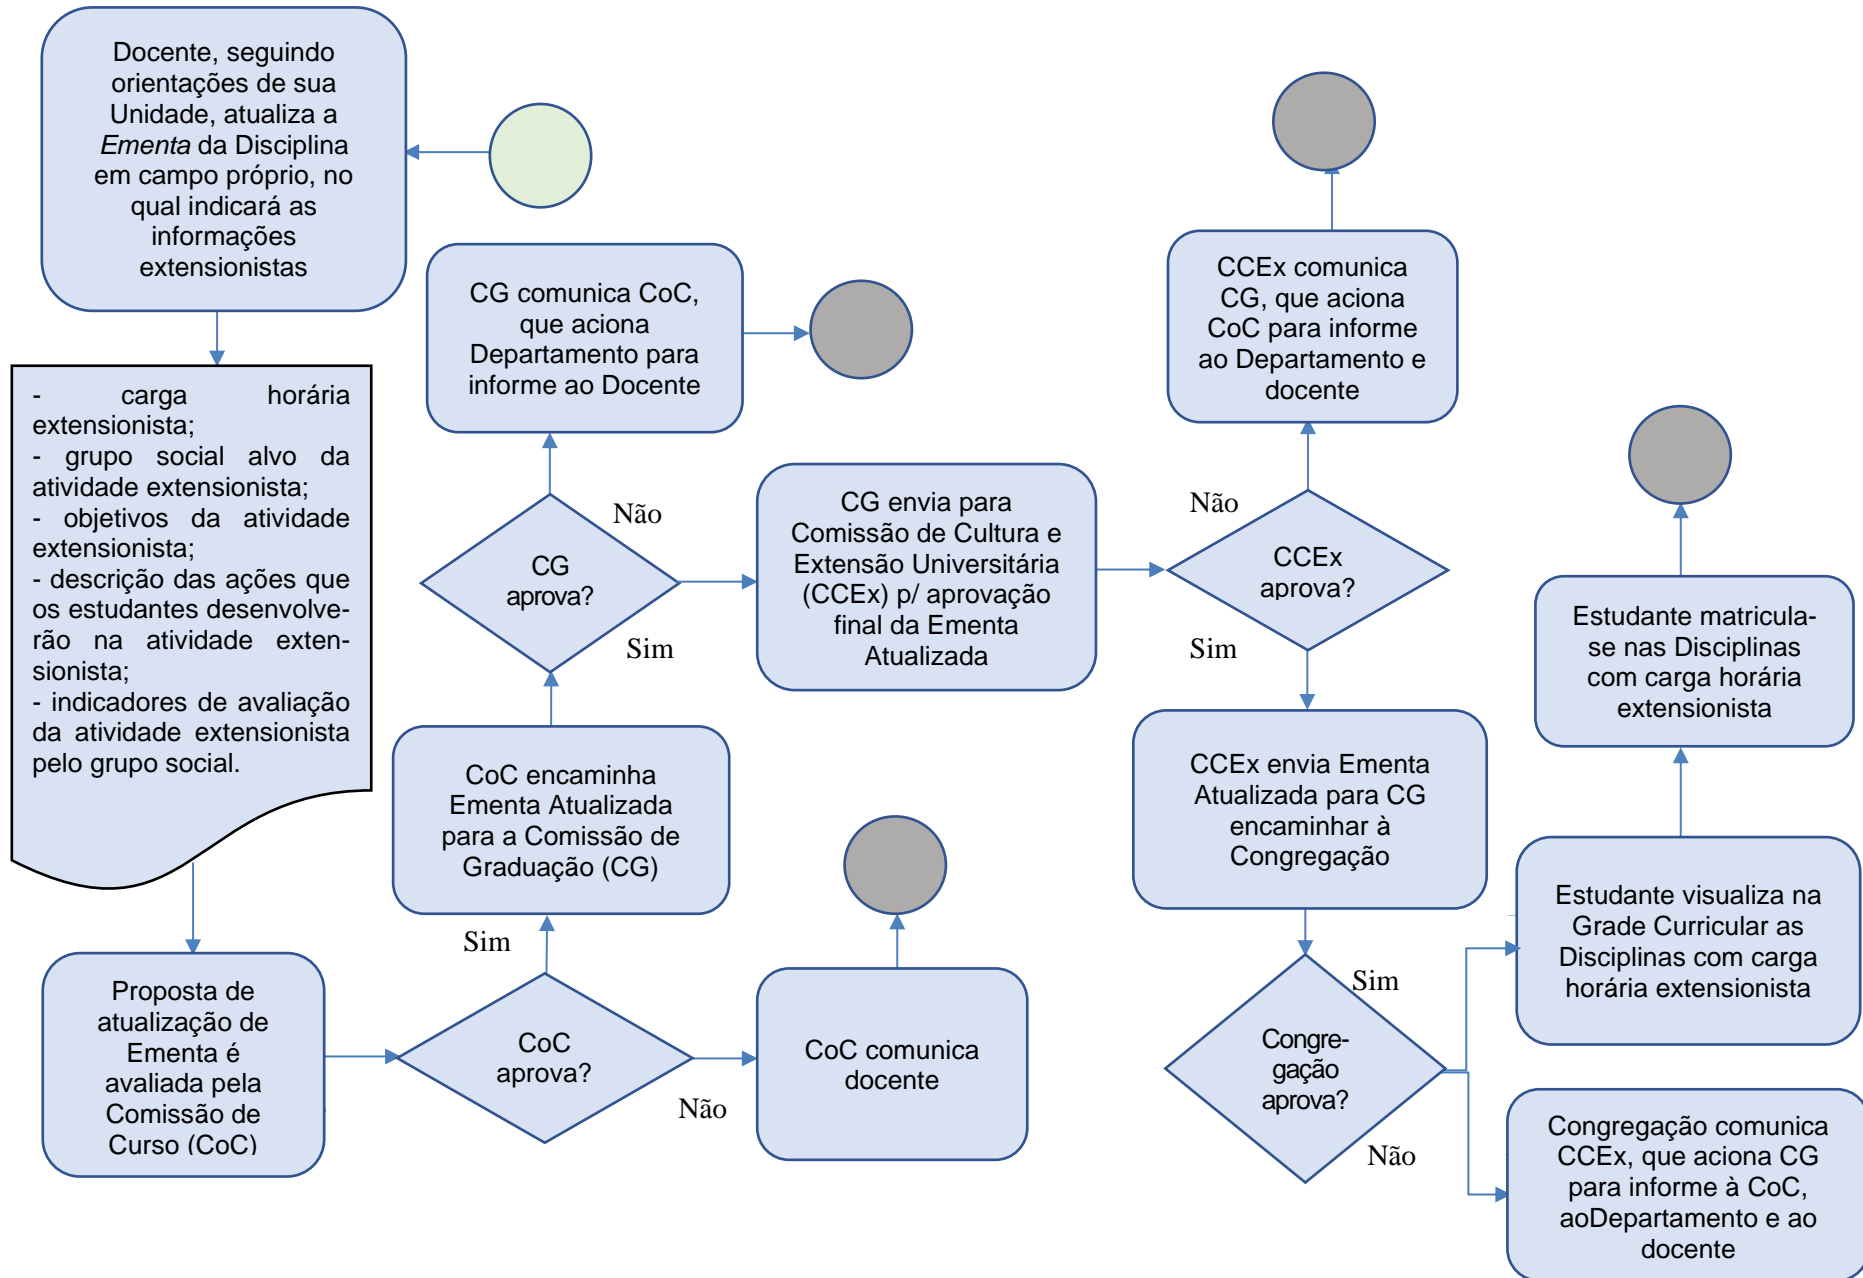 Docente, seguindo
orientações de sua
Unidade, atualiza a
Ementa da Disciplina
em campo próprio, no
qual indicará as
informações
extensionistas
- carga horária
extensionista;
- grupo social alvo da
atividade extensionista;
- objetivos da atividade
extensionista;
- descrição das ações que
os estudantes desenvolve-
rão na atividade exten-
sionista;
- indicadores de avaliação
da atividade extensionista
pelo grupo social.
Proposta de
atualização de
Ementa é
avaliada pela
Comissão de
Curso (CoC)
CoC
aprova?
Sim
Não
CoC comunica
docente
CoC encaminha
Ementa Atualizada
para a Comissão de
Graduação (CG)
CG
aprova?
Não
Sim
CG comunica CoC,
que aciona
Departamento para
informe ao Docente
CG envia para
Comissão de Cultura e
Extensão Universitária
(CCEx) p/ aprovação
final da Ementa
Atualizada
CCEx
aprova?
Não
Sim
CCEx comunica
CG, que aciona
CoC para informe
ao Departamento e
docente
CCEx envia Ementa
Atualizada para CG
encaminhar à
Congregação
Congre-
gação
aprova?
Sim
Não
Estudante visualiza na
Grade Curricular as
Disciplinas com carga
horária extensionista
Estudante matricula-
se nas Disciplinas
com carga horária
extensionista
Congregação comunica
CCEx, que aciona CG
para informe à CoC,
aoDepartamento e ao
docente